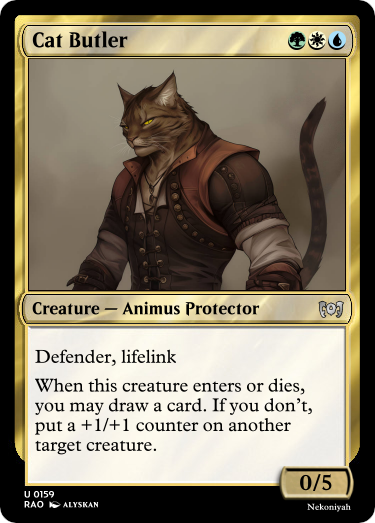 Cat Butler
Creature — Animus Protector
Defender, lifelink
When this creature enters or dies,
you may draw a card. If you don't,
put a +1/+1 counter on another
target creature.
0/5
U 0159
RAO ALYSKAN
Nekoniyah